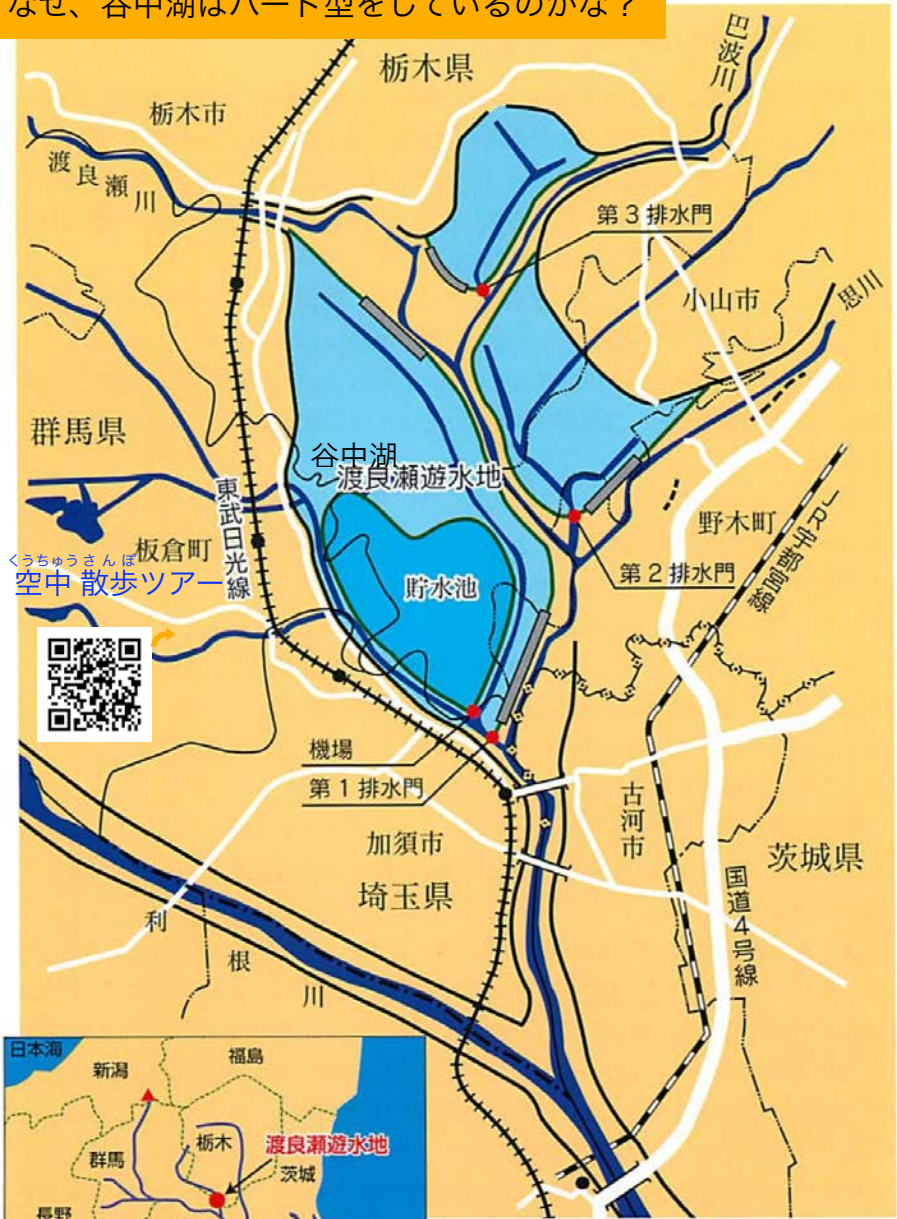 なぜ、谷中湖はハート型をしているのかな？
栃木県
巴波川
栃木市
渡良瀬川
第3排水門
小山市
思川
群馬県
谷中湖
渡良瀬遊水地
東武日光線
野木町
JR宇都宮線
板倉町
くうちゅうさんぽ
空中 散歩ツアー
第2排水門
貯水池
機場
第1排水門
古河市
加須市
茨城県
埼玉県
国道4号線
利根川
日本海
新潟
福島
栃木
渡良瀬遊水地
群馬
茨城
長野